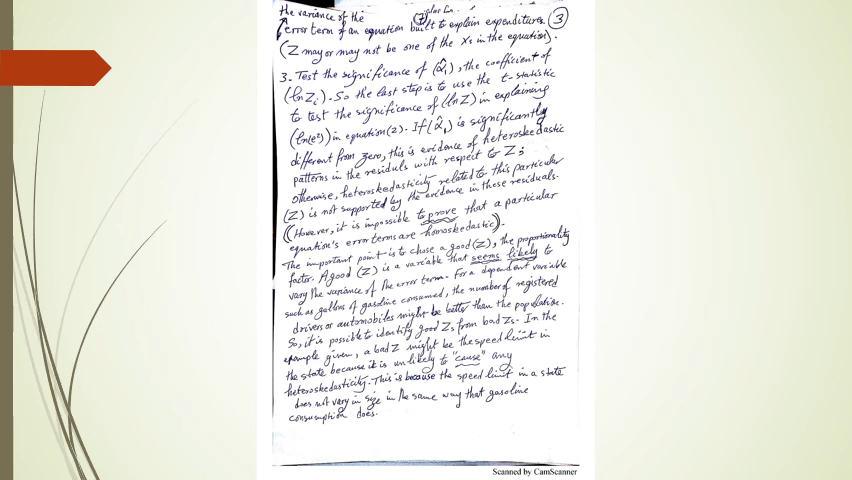 the variance of the
error term of an equation built to explain expenditures. 3
(Z may or may not be one of the Xs in the equation).
3. Test the significance of (α̂₁), the coefficient of
(lnZi). So the last step is to use the t-statistic
to test the significance of (lnZ) in explaining
(ln(e²)) in equation (2). If (α̂₁) is significantly
different from zero, this is evidence of heteroskedastic
patterns in the residuls with respect to Z;
otherwise, heteroskedasticity related to this particular
(Z) is not supported by the evidence in these residuals.
((However, it is impossible to prove that a particular
equation's error terms are homoskedastic)).
The important point is to chose a good (Z), the proportionality
factor. A good (Z) is a variable that seems likely to
vary the variance of the error term. For a dependent variable
such as gallons of gasoline consumed, the number of registered
drivers or automobiles might be better than the population.
So, it is possible to identify good Zs from bad Zs. In the
example given, a bad Z might be the speed limit in
the state because it is unlikely to "cause" any
heteroskedasticity. This is because the speed limit in a state
does not vary in size in the same way that gasoline
consumption does.
Scanned by CamScanner